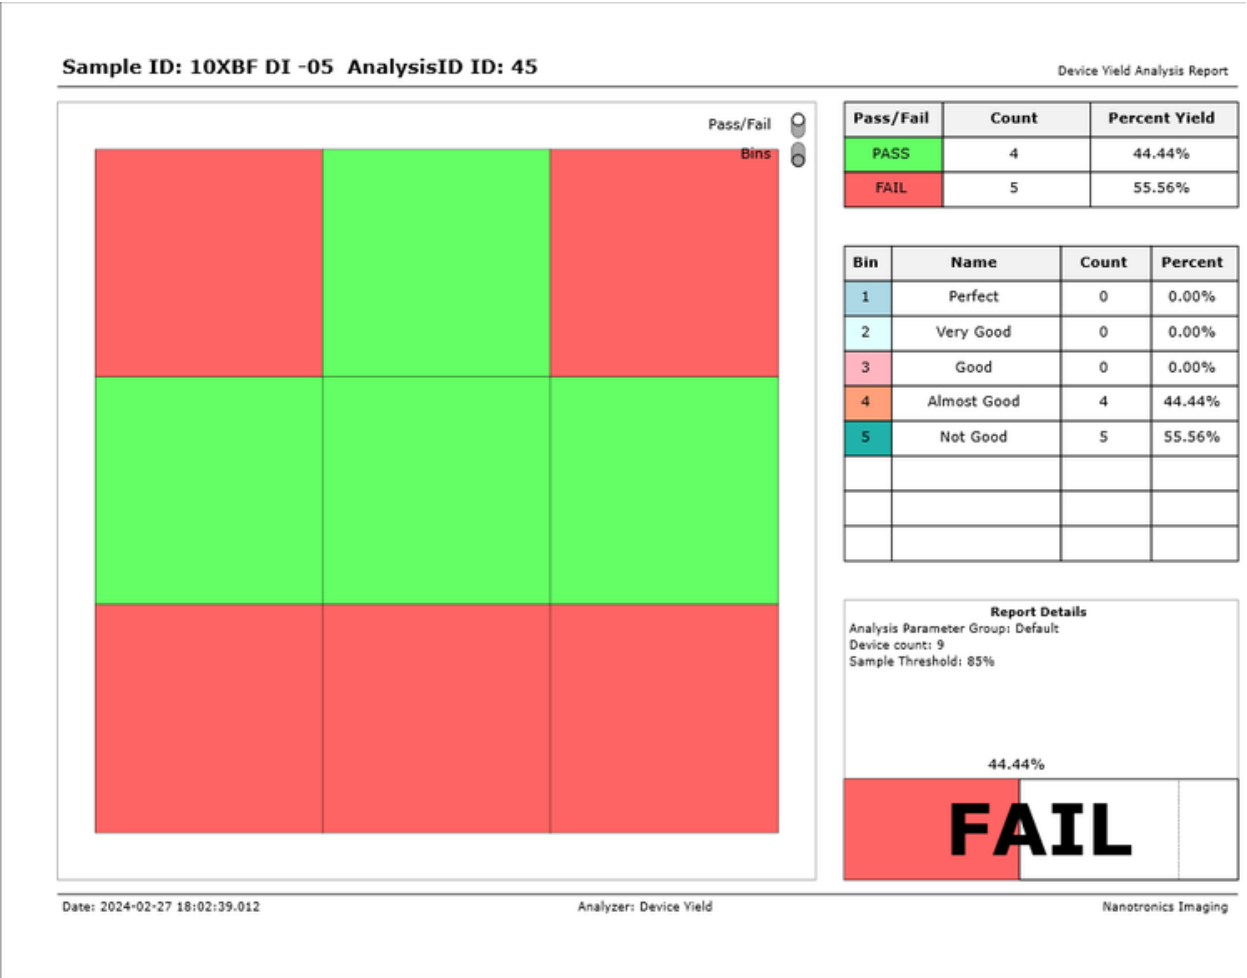 Sample ID: 10XBF DI -05  AnalysisID ID: 45
Device Yield Analysis Report
Pass/Fail
Bins
Pass/Fail Count Percent Yield
PASS 4 44.44%
FAIL 5 55.56%
Bin Name Count Percent
1 Perfect 0 0.00%
2 Very Good 0 0.00%
3 Good 0 0.00%
4 Almost Good 4 44.44%
5 Not Good 5 55.56%
Report Details
Analysis Parameter Group: Default
Device count: 9
Sample Threshold: 85%
44.44%
FAIL
Date: 2024-02-27 18:02:39.012
Analyzer: Device Yield
Nanotronics Imaging